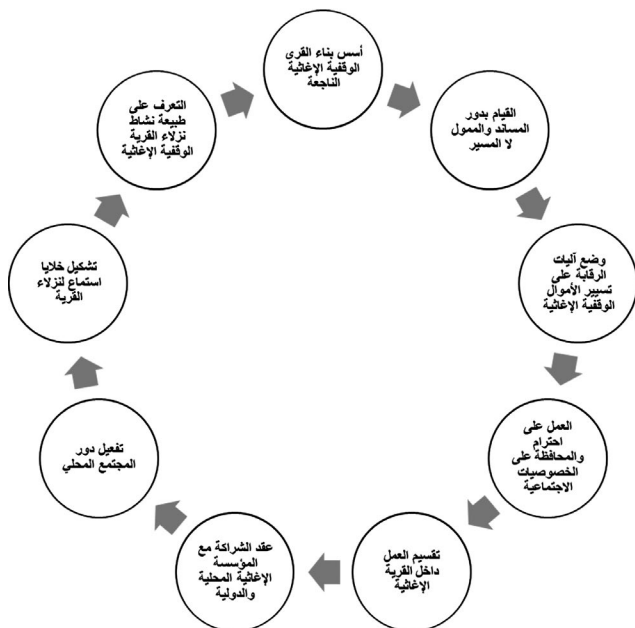 أسس بناء القرى
الوقفية الإغاثية
الناجعة
القيام بدور
المساند والممول
لا المسير
وضع آليات
الرقابة على
تسيير الأموال
الوقفية الإغاثية
العمل على
احترام
والمحافظة على
الخصوصيات
الاجتماعية
تقسيم العمل
داخل القرية
الإغاثية
عقد الشراكة مع
المؤسسة
الإغاثية المحلية
والدولية
تفعيل دور
المجتمع المحلي
تشكيل خلايا
استماع لنزلاء
القرية
التعرف على
طبيعة نشاط
نزلاء القرية
الوقفية الإغاثية